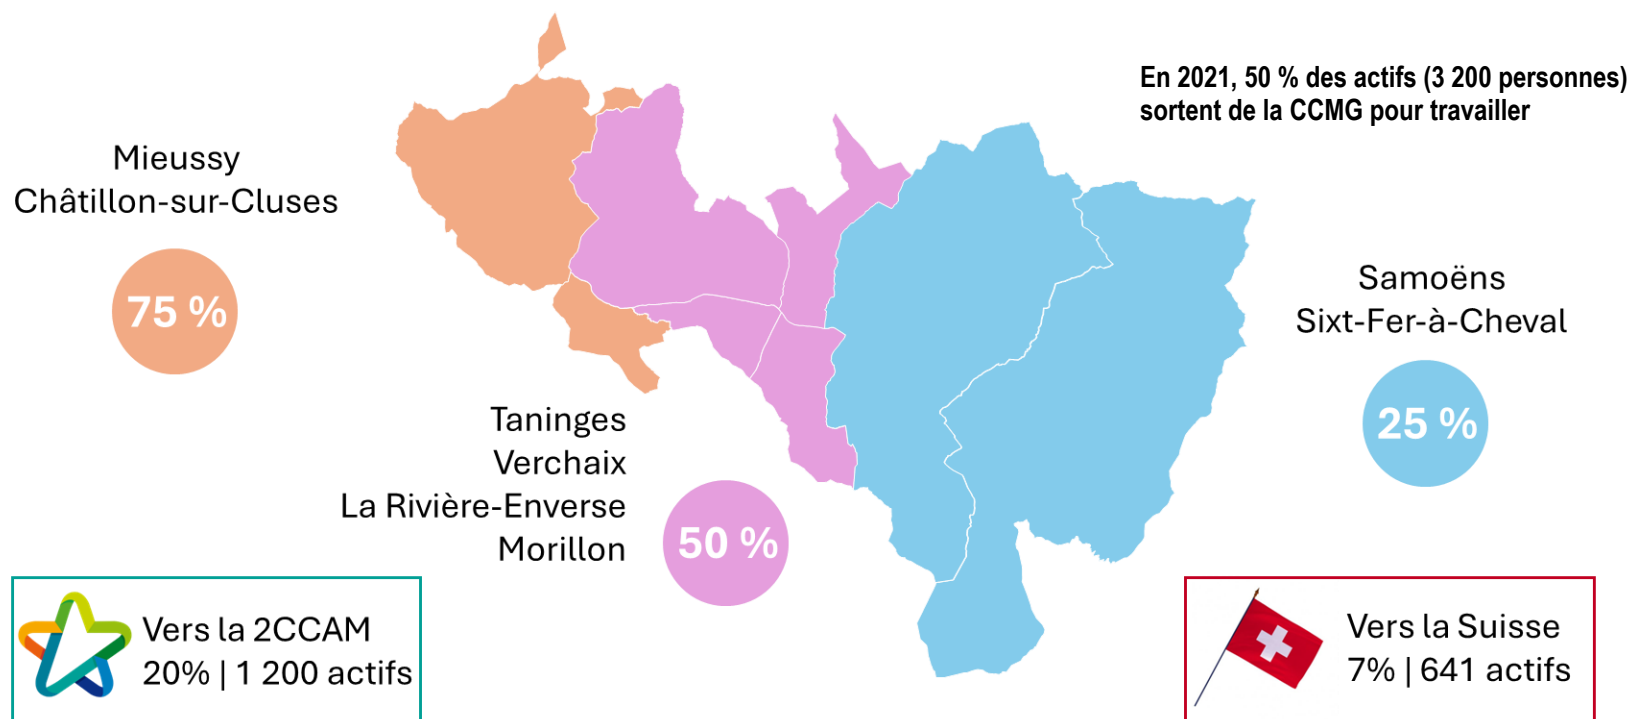 En 2021, 50 % des actifs (3 200 personnes)
sortent de la CCMG pour travailler
Mieussy
Châtillon-sur-Cluses
75 %
Samoëns
Sixt-Fer-à-Cheval
25 %
Taninges
Verchaix
La Rivière-Enverse
Morillon
50 %
Vers la 2CCAM
20% | 1 200 actifs
Vers la Suisse
7% | 641 actifs